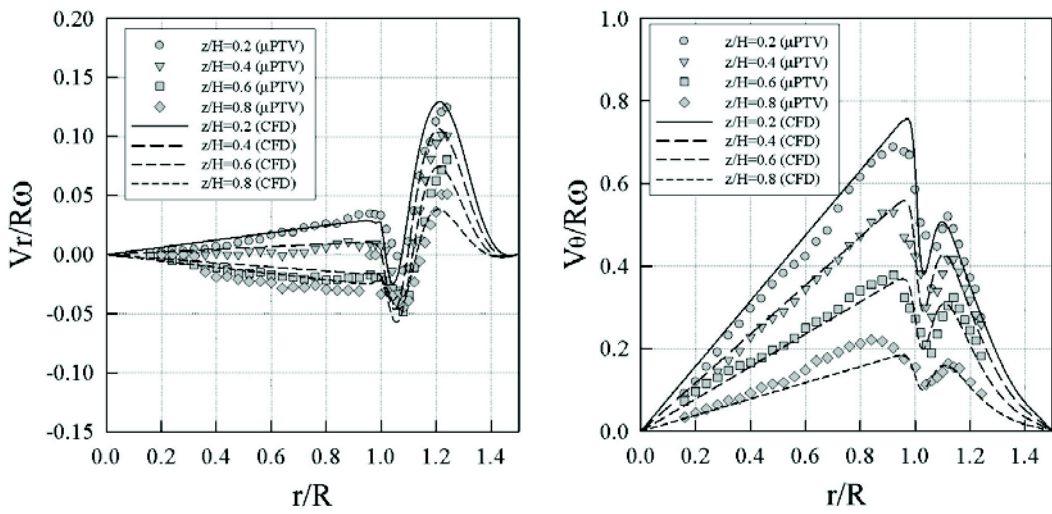 0.20
0.15
0.10
0.05
0.00
-0.05
-0.10
-0.15
Vr/Rω
z/H=0.2 (μPTV)
z/H=0.4 (μPTV)
z/H=0.6 (μPTV)
z/H=0.8 (μPTV)
z/H=0.2 (CFD)
z/H=0.4 (CFD)
z/H=0.6 (CFD)
z/H=0.8 (CFD)
0.0 0.2 0.4 0.6 0.8 1.0 1.2 1.4
r/R
1.0
0.8
0.6
0.4
0.2
0.0
Vθ/Rω
z/H=0.2 (μPTV)
z/H=0.4 (μPTV)
z/H=0.6 (μPTV)
z/H=0.8 (μPTV)
z/H=0.2 (CFD)
z/H=0.4 (CFD)
z/H=0.6 (CFD)
z/H=0.8 (CFD)
0.0 0.2 0.4 0.6 0.8 1.0 1.2 1.4
r/R